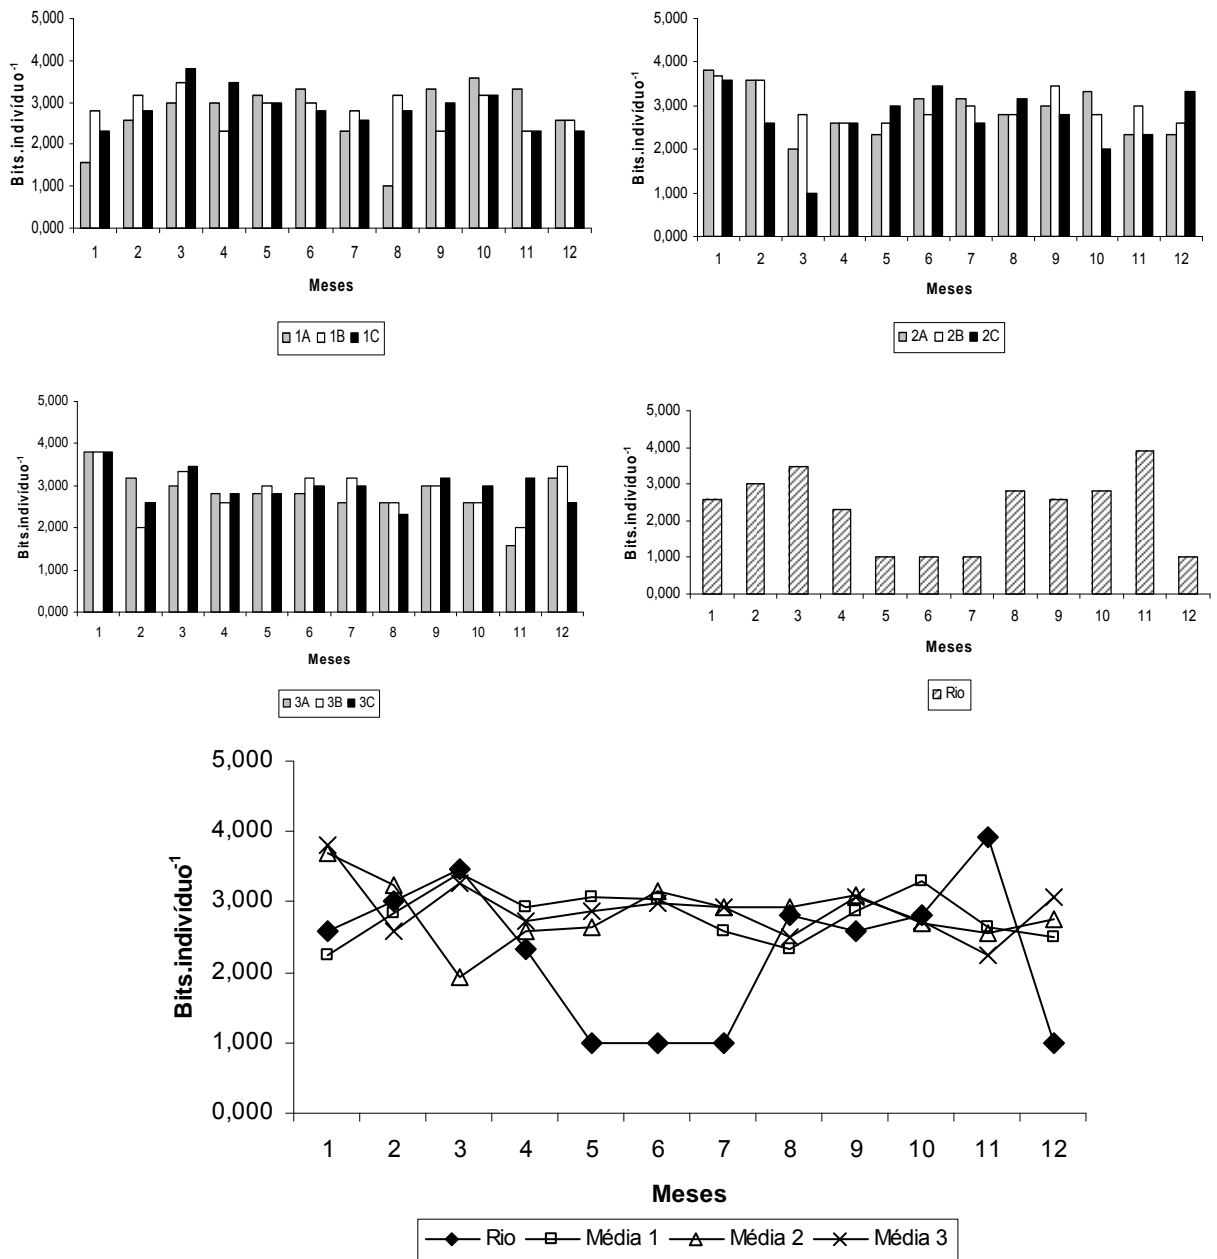 5,000
4,000
3,000
2,000
1,000
0,000
Bits.indivíduo-1
1 2 3 4 5 6 7 8 9 10 11 12
Meses
1A 1B 1C
5,000
4,000
3,000
2,000
1,000
0,000
Bits.indivíduo-1
1 2 3 4 5 6 7 8 9 10 11 12
Meses
2A 2B 2C
5,000
4,000
3,000
2,000
1,000
0,000
Bits.indivíduo-1
1 2 3 4 5 6 7 8 9 10 11 12
Meses
3A 3B 3C
5,000
4,000
3,000
2,000
1,000
0,000
Bits.indivíduo-1
1 2 3 4 5 6 7 8 9 10 11 12
Meses
Rio
5,000
4,000
3,000
2,000
1,000
0,000
Bits.indivíduo-1
1 2 3 4 5 6 7 8 9 10 11 12
Meses
Rio Média 1 Média 2 Média 3